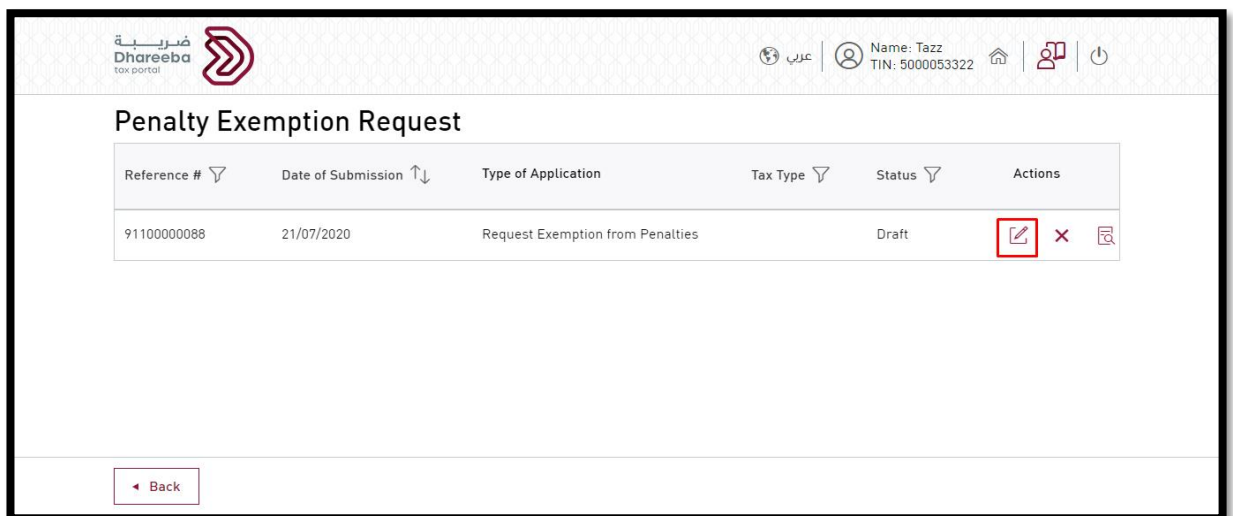 ضريبة
Dhareeba
tax portal
عربي
Name: Tazz
TIN: 5000053322
Penalty Exemption Request
Reference # Date of Submission Type of Application Tax Type Status Actions
91100000088 21/07/2020 Request Exemption from Penalties Draft
Back